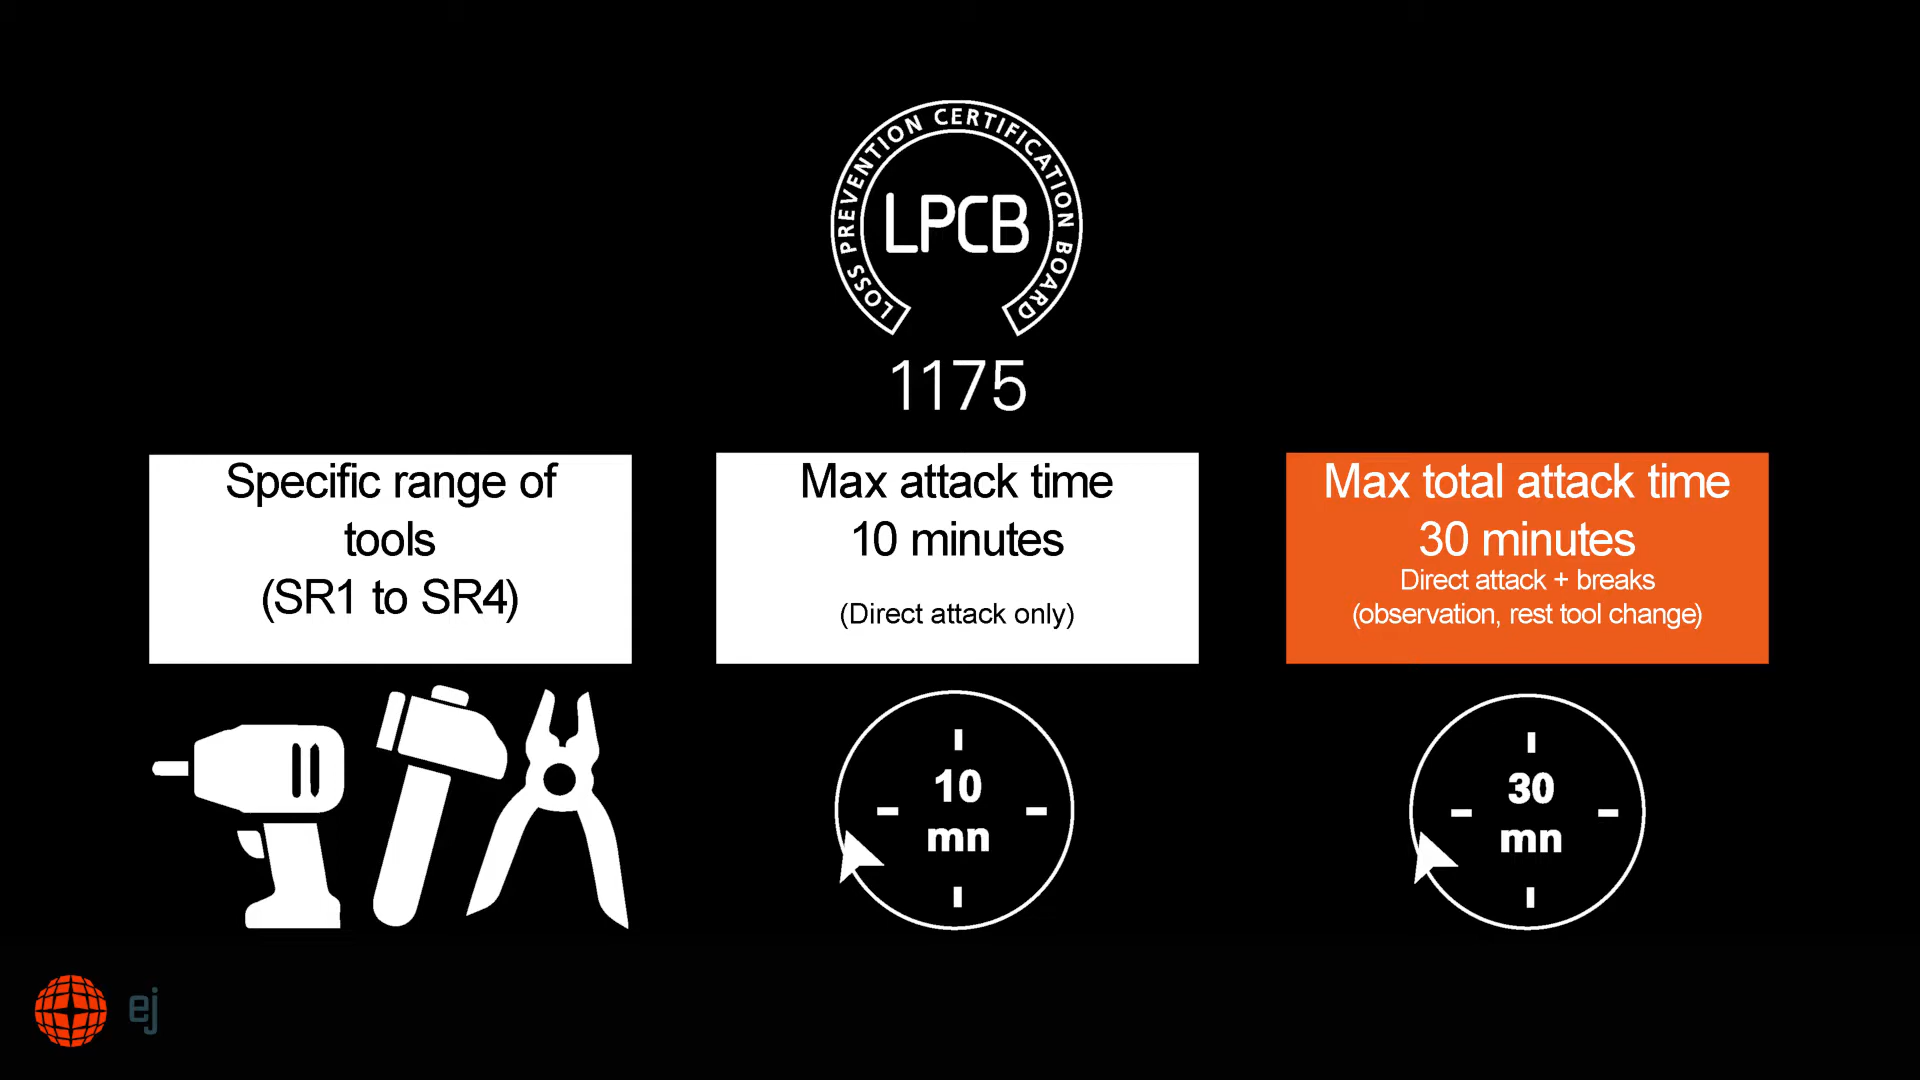 LOSS PREVENTION CERTIFICATION BOARD
LPCB
1175
Specific range of
tools
(SR1 to SR4)
Max attack time
10 minutes
(Direct attack only)
Max total attack time
30 minutes
Direct attack + breaks
(observation, rest tool change)
10
mn
30
mn
ej